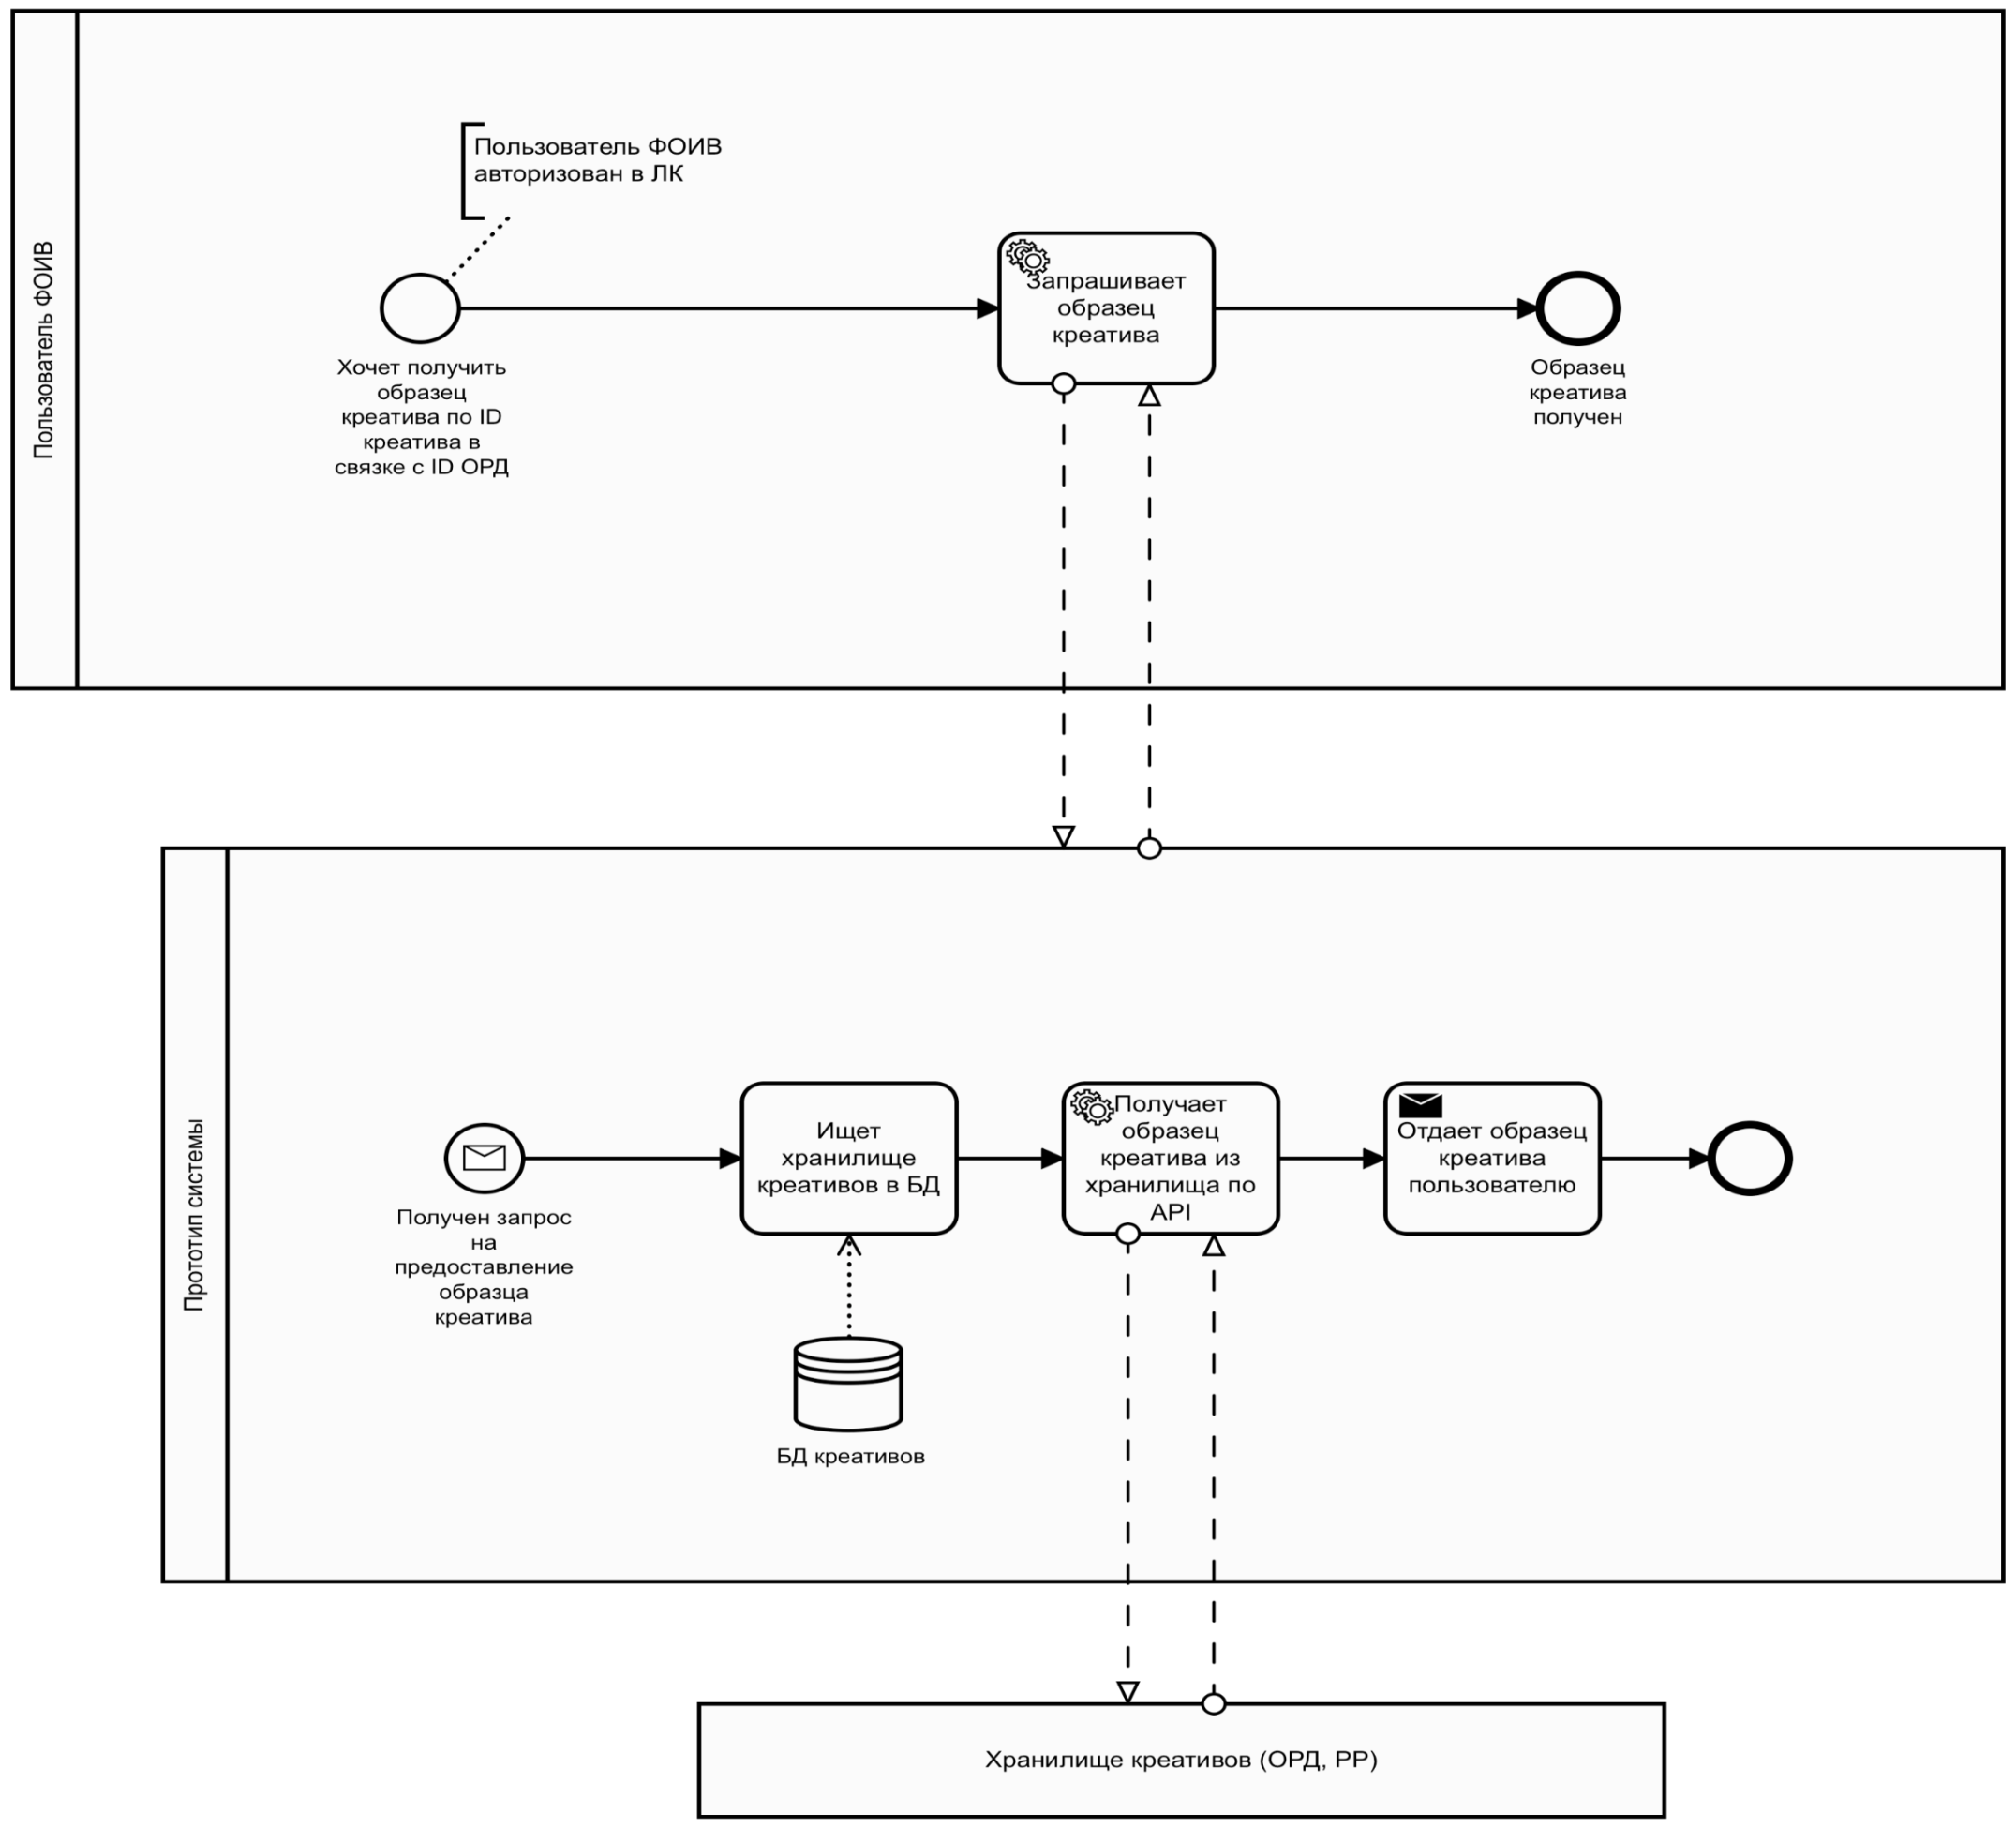 Пользователь ФОИВ
Пользователь ФОИВ
авторизован в ЛК
Хочет получить
образец
креатива по ID
креатива в
связке с ID ОРД
Запрашивает
образец
креатива
Образец
креатива
получен
Прототип системы
Получен запрос
на
предоставление
образца
креатива
Ищет
хранилище
креативов в БД
БД креативов
Получает
образец
креатива из
хранилища по
API
Отдает образец
креатива
пользователю
Хранилище креативов (ОРД, РР)